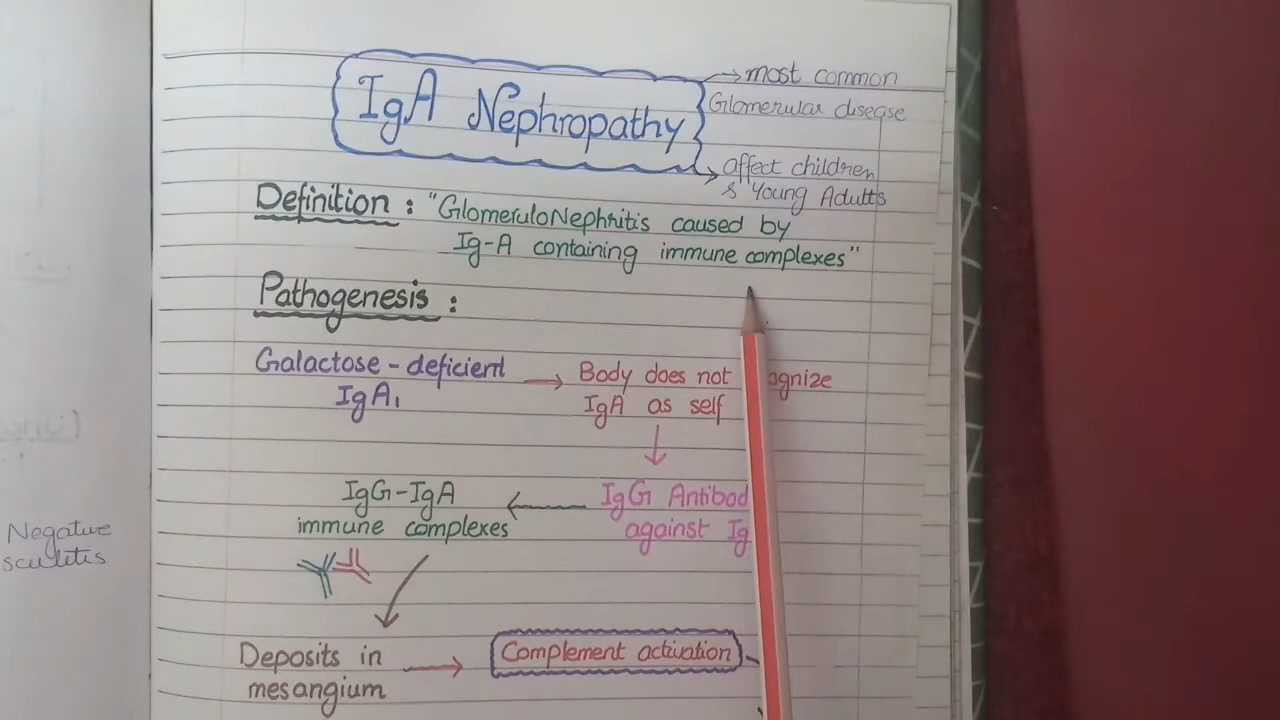 IgA Nephropathy
→ most common
Glomerular disease
→ affect children
& Young Adults
Definition : "GlomeruloNephritis caused by
Ig-A containing immune complexes"
Pathogenesis :
Galactose-deficient
IgA₁
→ Body does not
IgA as self
↓
IgG
against
←
IgG-IgA
immune complexes
Deposits in
mesangium
→ Complement activation
Negative